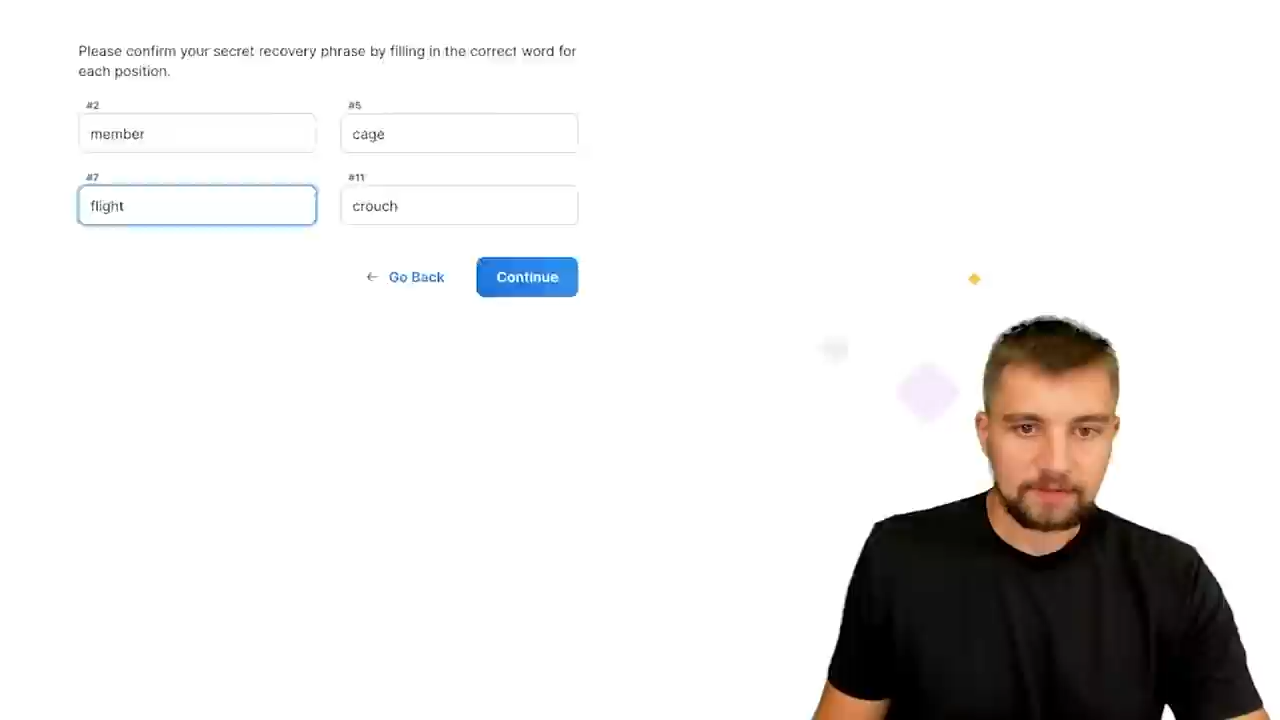 Please confirm your secret recovery phrase by filling in the correct word for
each position.
#2 #5
member cage
#7 #11
flight crouch
← Go Back Continue